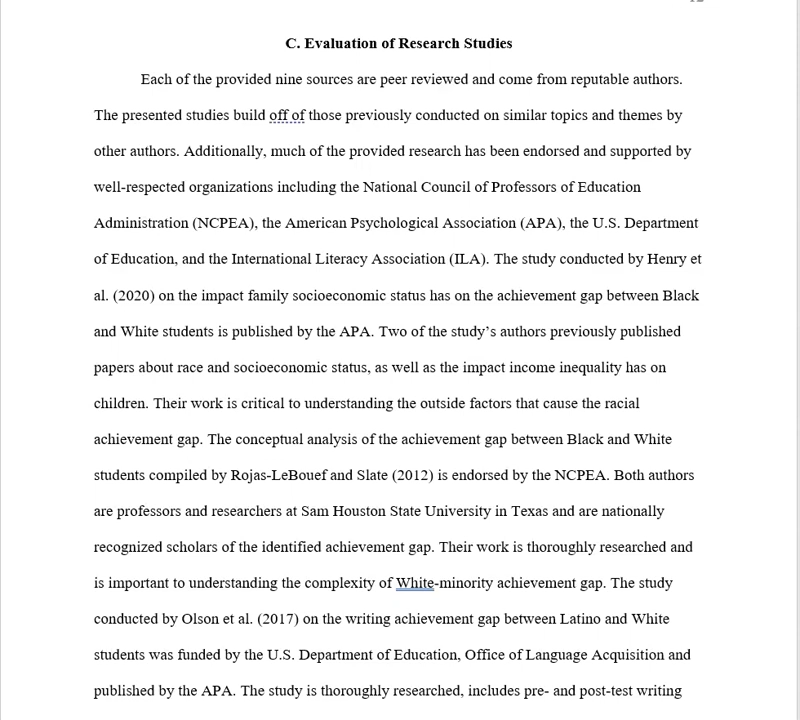 C. Evaluation of Research Studies
Each of the provided nine sources are peer reviewed and come from reputable authors.
The presented studies build off of those previously conducted on similar topics and themes by
other authors. Additionally, much of the provided research has been endorsed and supported by
well-respected organizations including the National Council of Professors of Education
Administration (NCPEA), the American Psychological Association (APA), the U.S. Department
of Education, and the International Literacy Association (ILA). The study conducted by Henry et
al. (2020) on the impact family socioeconomic status has on the achievement gap between Black
and White students is published by the APA. Two of the study’s authors previously published
papers about race and socioeconomic status, as well as the impact income inequality has on
children. Their work is critical to understanding the outside factors that cause the racial
achievement gap. The conceptual analysis of the achievement gap between Black and White
students compiled by Rojas-LeBouef and Slate (2012) is endorsed by the NCPEA. Both authors
are professors and researchers at Sam Houston State University in Texas and are nationally
recognized scholars of the identified achievement gap. Their work is thoroughly researched and
is important to understanding the complexity of White-minority achievement gap. The study
conducted by Olson et al. (2017) on the writing achievement gap between Latino and White
students was funded by the U.S. Department of Education, Office of Language Acquisition and
published by the APA. The study is thoroughly researched, includes pre- and post-test writing